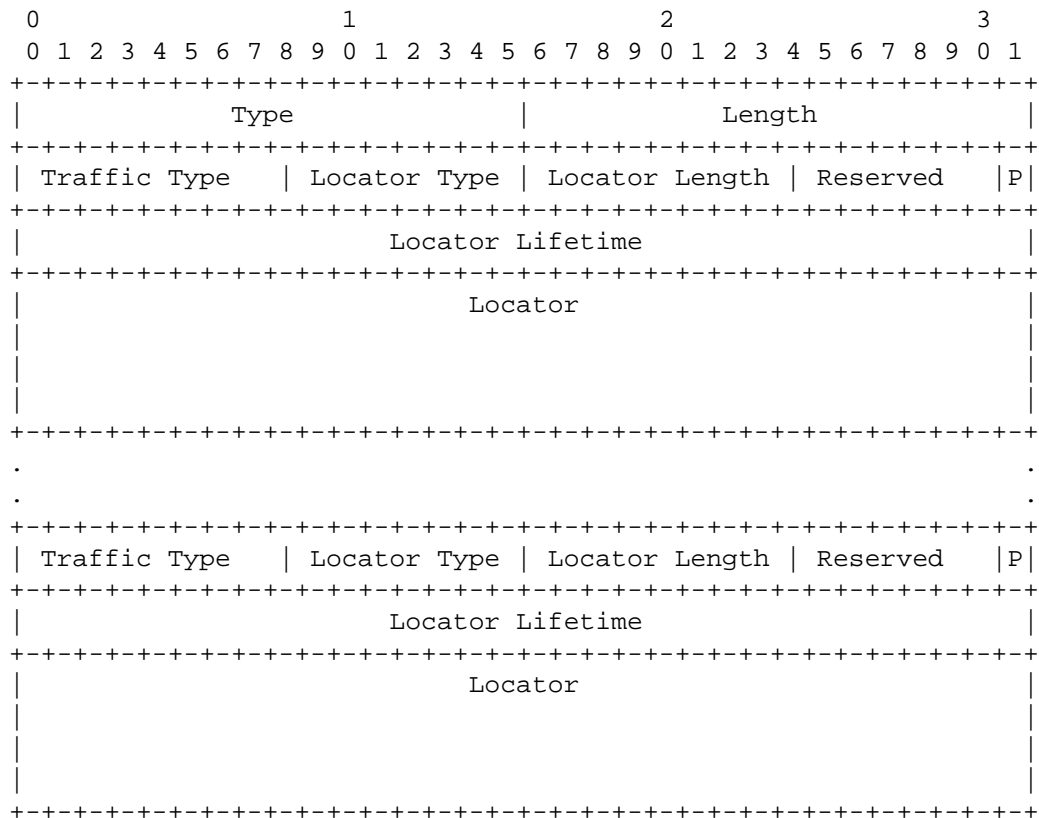 0                   1                   2                   3
 0 1 2 3 4 5 6 7 8 9 0 1 2 3 4 5 6 7 8 9 0 1 2 3 4 5 6 7 8 9 0 1
+-+-+-+-+-+-+-+-+-+-+-+-+-+-+-+-+-+-+-+-+-+-+-+-+-+-+-+-+-+-+-+-+
|             Type              |            Length             |
+-+-+-+-+-+-+-+-+-+-+-+-+-+-+-+-+-+-+-+-+-+-+-+-+-+-+-+-+-+-+-+-+
| Traffic Type   | Locator Type | Locator Length | Reserved   |P|
+-+-+-+-+-+-+-+-+-+-+-+-+-+-+-+-+-+-+-+-+-+-+-+-+-+-+-+-+-+-+-+-+
|                       Locator Lifetime                        |
+-+-+-+-+-+-+-+-+-+-+-+-+-+-+-+-+-+-+-+-+-+-+-+-+-+-+-+-+-+-+-+-+
|                            Locator                            |
|                                                               |
|                                                               |
|                                                               |
+-+-+-+-+-+-+-+-+-+-+-+-+-+-+-+-+-+-+-+-+-+-+-+-+-+-+-+-+-+-+-+-+
.                                                               .
.                                                               .
+-+-+-+-+-+-+-+-+-+-+-+-+-+-+-+-+-+-+-+-+-+-+-+-+-+-+-+-+-+-+-+-+
| Traffic Type   | Locator Type | Locator Length | Reserved   |P|
+-+-+-+-+-+-+-+-+-+-+-+-+-+-+-+-+-+-+-+-+-+-+-+-+-+-+-+-+-+-+-+-+
|                       Locator Lifetime                        |
+-+-+-+-+-+-+-+-+-+-+-+-+-+-+-+-+-+-+-+-+-+-+-+-+-+-+-+-+-+-+-+-+
|                            Locator                            |
|                                                               |
|                                                               |
|                                                               |
+-+-+-+-+-+-+-+-+-+-+-+-+-+-+-+-+-+-+-+-+-+-+-+-+-+-+-+-+-+-+-+-+